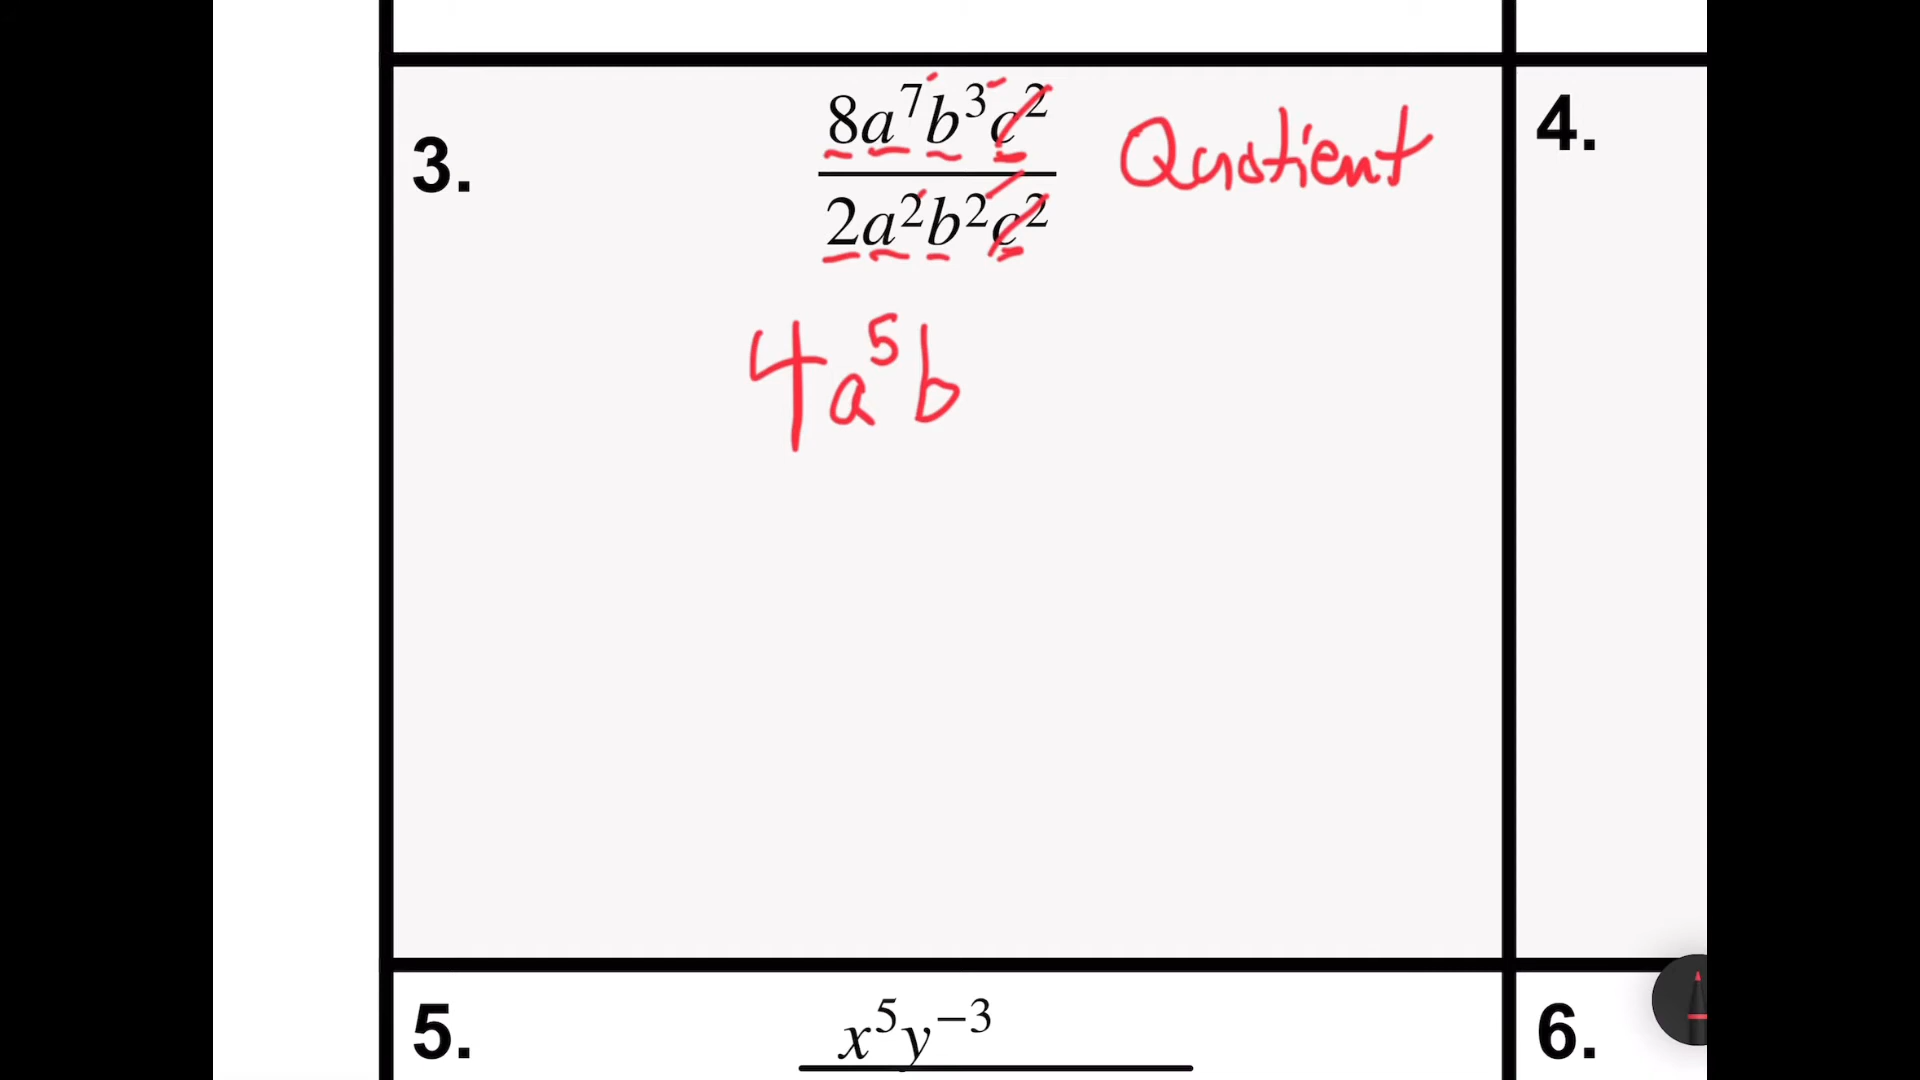 3.
8a⁷b³c²
2a²b²c²
Quotient
4.
4a⁵b
5.
x⁵y⁻³
6.